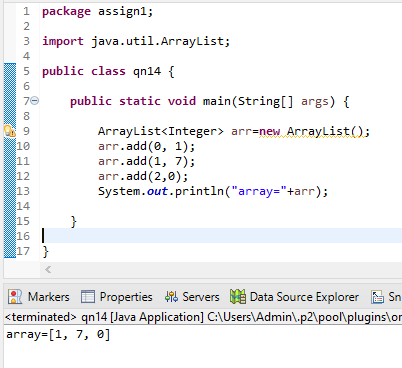 1 package assign1;
2
3 import java.util.ArrayList;
4
5 public class qn14 {
6
7 public static void main(String[] args) {
8
9 ArrayList<Integer> arr=new ArrayList();
10 arr.add(0, 1);
11 arr.add(1, 7);
12 arr.add(2,0);
13 System.out.println("array="+arr);
14
15 }
16
17 }
Markers Properties Servers Data Source Explorer Sn
<terminated> qn14 [Java Application] C:\Users\Admin\.p2\pool\plugins\or
array=[1, 7, 0]